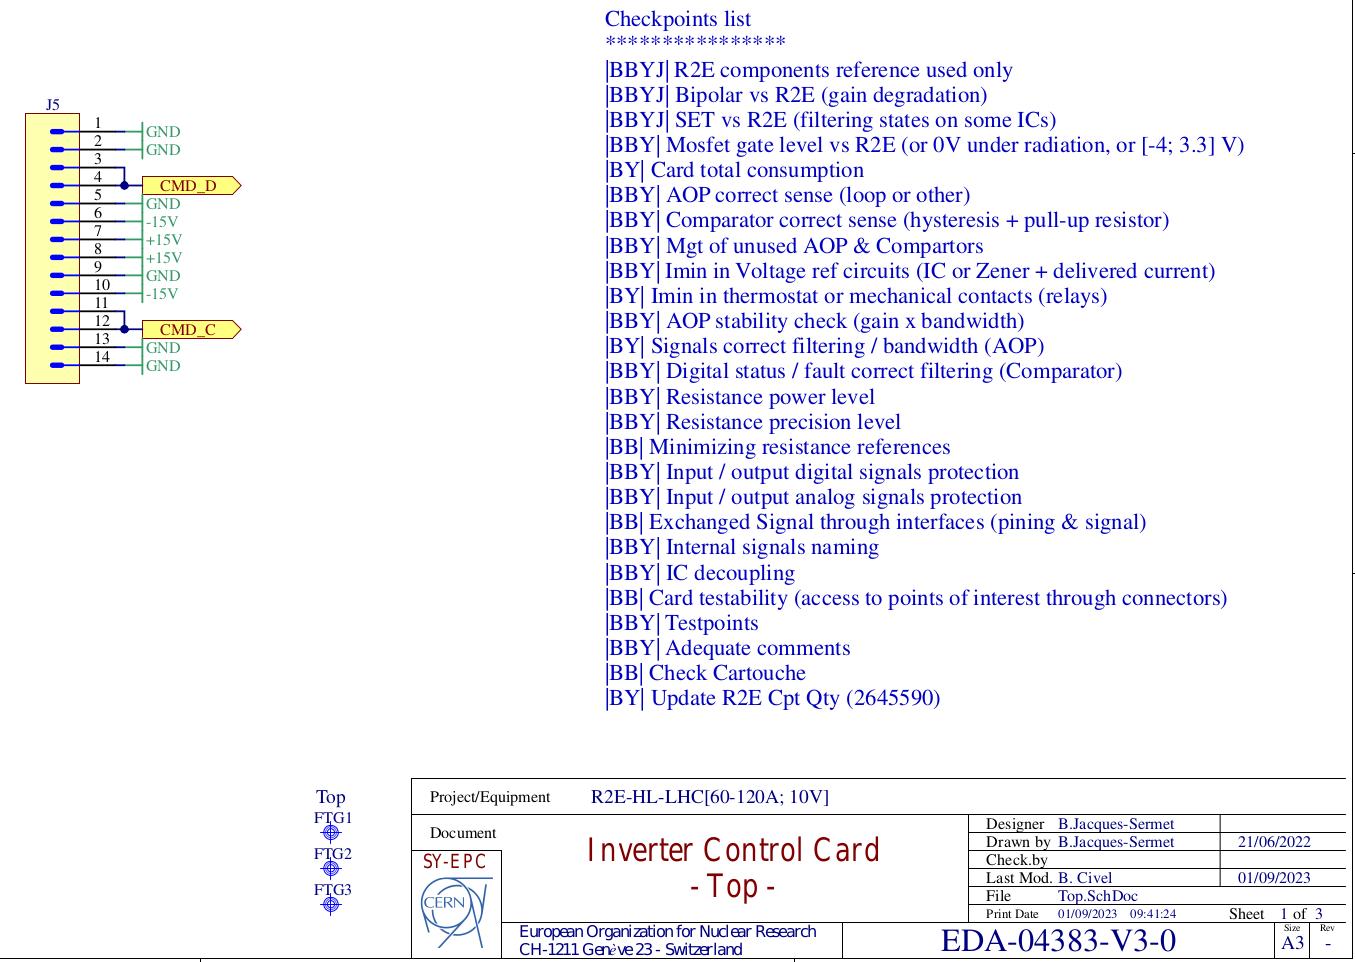 Checkpoints list
****************
|BBYJ| R2E components reference used only
|BBYJ| Bipolar vs R2E (gain degradation)
|BBYJ| SET vs R2E (filtering states on some ICs)
|BBY| Mosfet gate level vs R2E (or 0V under radiation, or [-4; 3.3] V)
|BY| Card total consumption
|BBY| AOP correct sense (loop or other)
|BBY| Comparator correct sense (hysteresis + pull-up resistor)
|BBY| Mgt of unused AOP & Compartors
|BBY| Imin in Voltage ref circuits (IC or Zener + delivered current)
|BY| Imin in thermostat or mechanical contacts (relays)
|BBY| AOP stability check (gain x bandwidth)
|BY| Signals correct filtering / bandwidth (AOP)
|BBY| Digital status / fault correct filtering (Comparator)
|BBY| Resistance power level
|BBY| Resistance precision level
|BB| Minimizing resistance references
|BBY| Input / output digital signals protection
|BBY| Input / output analog signals protection
|BB| Exchanged Signal through interfaces (pining & signal)
|BBY| Internal signals naming
|BBY| IC decoupling
|BB| Card testability (access to points of interest through connectors)
|BBY| Testpoints
|BBY| Adequate comments
|BB| Check Cartouche
|BY| Update R2E Cpt Qty (2645590)
J5
1 GND
2 GND
3
4 CMD_D
5 GND
6 -15V
7 +15V
8 +15V
9 GND
10 -15V
11
12 CMD_C
13 GND
14 GND
Top
FTG1
FTG2
FTG3
Project/Equipment R2E-HL-LHC[60-120A; 10V]
Document
SY-EPC
CERN
Inverter Control Card
- Top -
Designer B.Jacques-Sermet
Drawn by B.Jacques-Sermet 21/06/2022
Check.by
Last Mod. B. Civel 01/09/2023
File Top.SchDoc
Print Date 01/09/2023 09:41:24 Sheet 1 of 3
European Organization for Nuclear Research
CH-1211 Genève 23 - Switzerland
EDA-04383-V3-0
Size
A3
Rev
-